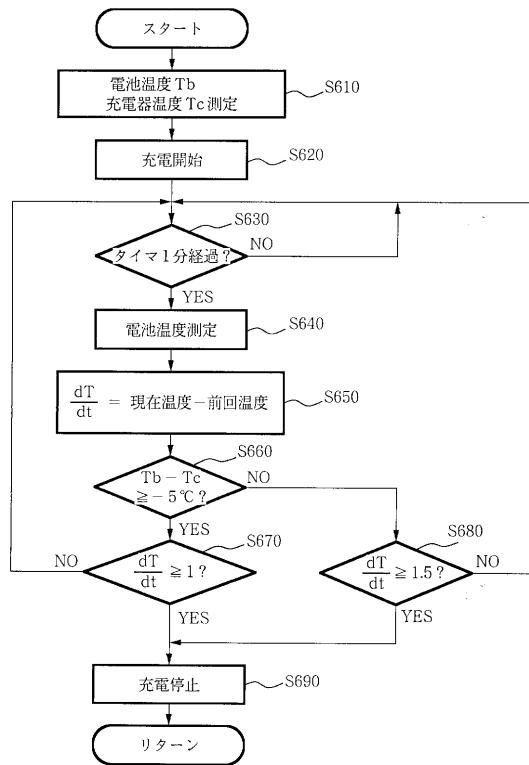 スタート
電池温度Tb
充電器温度Tc測定
S610
充電開始
S620
S630
タイマ1分経過?
NO
YES
電池温度測定
S640
dT/dt = 現在温度−前回温度
S650
S660
Tb−Tc
≧−5℃?
NO
YES
S670
NO
dT/dt ≧1?
YES
S680
dT/dt ≧1.5?
NO
YES
充電停止
S690
リターン